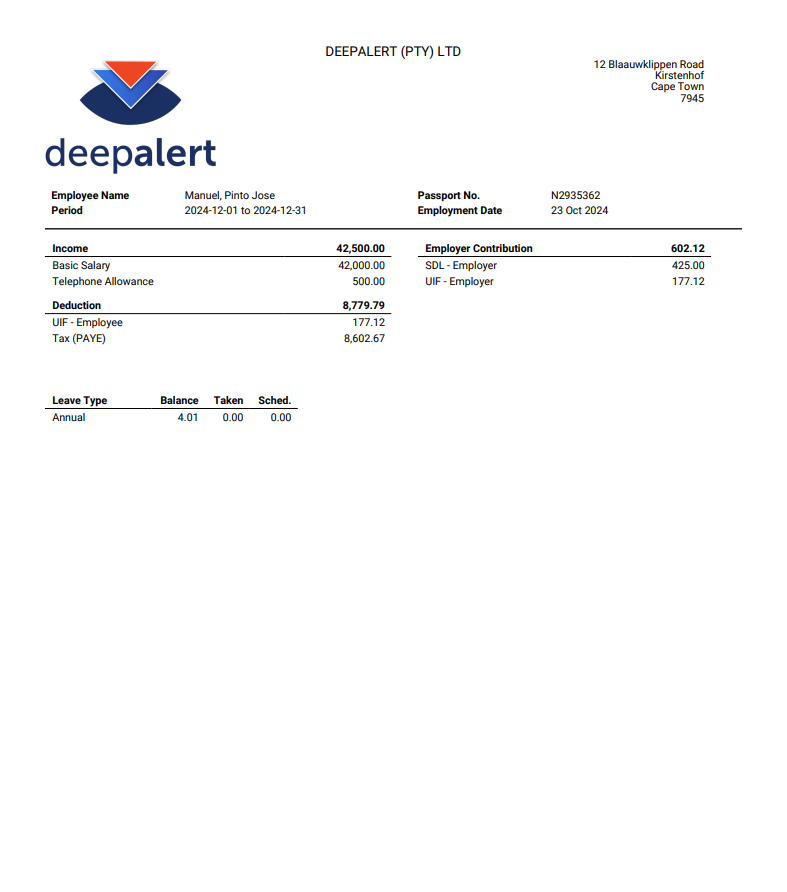 DEEPALERT (PTY) LTD
12 Blaauwklippen Road
Kirstenhof
Cape Town
7945
deepalert
Employee Name Manuel, Pinto Jose Passport No. N2935362
Period 2024-12-01 to 2024-12-31 Employment Date 23 Oct 2024
Income 42,500.00 Employer Contribution 602.12
Basic Salary 42,000.00 SDL - Employer 425.00
Telephone Allowance 500.00 UIF - Employer 177.12
Deduction 8,779.79
UIF - Employee 177.12
Tax (PAYE) 8,602.67
Leave Type Balance Taken Sched.
Annual 4.01 0.00 0.00